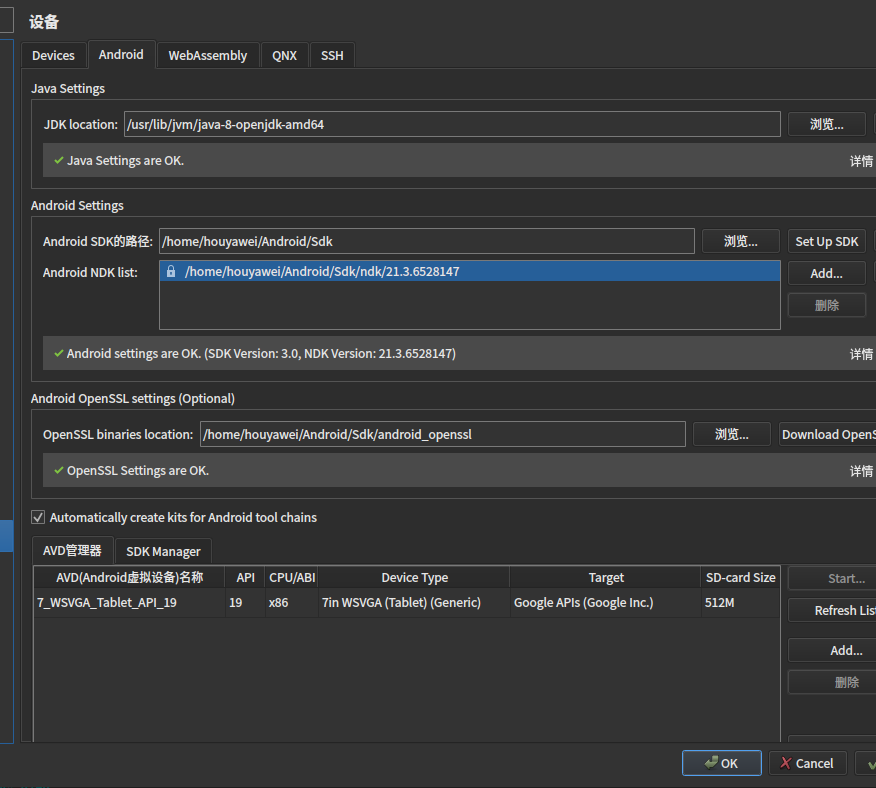 设备
Devices Android WebAssembly QNX SSH
Java Settings
JDK location: /usr/lib/jvm/java-8-openjdk-amd64 浏览...
Java Settings are OK. 详情
Android Settings
Android SDK的路径: /home/houyawei/Android/Sdk 浏览... Set Up SDK
Android NDK list: /home/houyawei/Android/Sdk/ndk/21.3.6528147 Add...
删除
Android settings are OK. (SDK Version: 3.0, NDK Version: 21.3.6528147) 详情
Android OpenSSL settings (Optional)
OpenSSL binaries location: /home/houyawei/Android/Sdk/android_openssl 浏览... Download OpenS
OpenSSL Settings are OK. 详情
Automatically create kits for Android tool chains
AVD管理器 SDK Manager
AVD(Android虚拟设备)名称 API CPU/ABI Device Type Target SD-card Size Start...
7_WSVGA_Tablet_API_19 19 x86 7in WSVGA (Tablet) (Generic) Google APIs (Google Inc.) 512M Refresh List
Add...
删除
OK Cancel